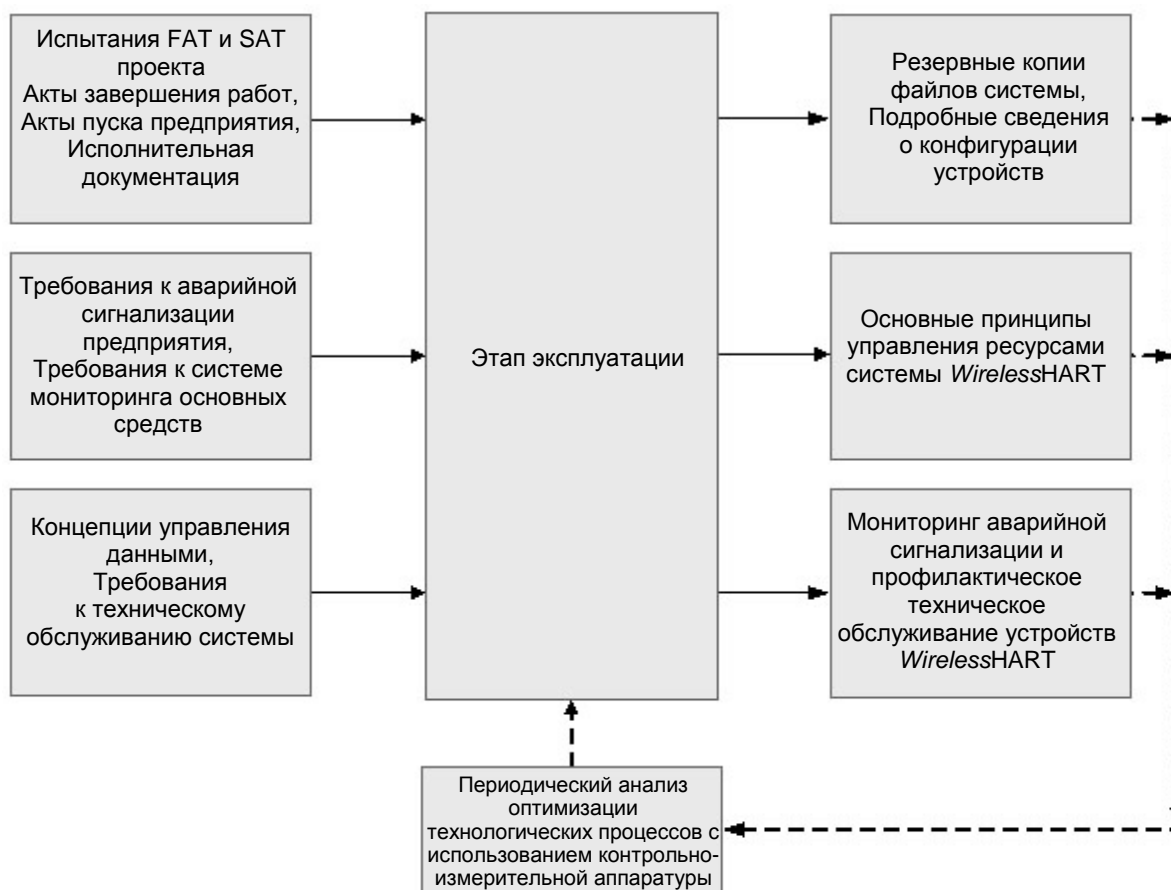 Испытания FAT и SAT
проекта
Акты завершения работ,
Акты пуска предприятия,
Исполнительная
документация
Требования к аварийной
сигнализации
предприятия,
Требования к системе
мониторинга основных
средств
Концепции управления
данными,
Требования
к техническому
обслуживанию системы
Этап эксплуатации
Резервные копии
файлов системы,
Подробные сведения
о конфигурации
устройств
Основные принципы
управления ресурсами
системы WirelessHART
Мониторинг аварийной
сигнализации и
профилактическое
техническое
обслуживание устройств
WirelessHART
Периодический анализ
оптимизации
технологических процессов с
использованием контрольно-
измерительной аппаратуры